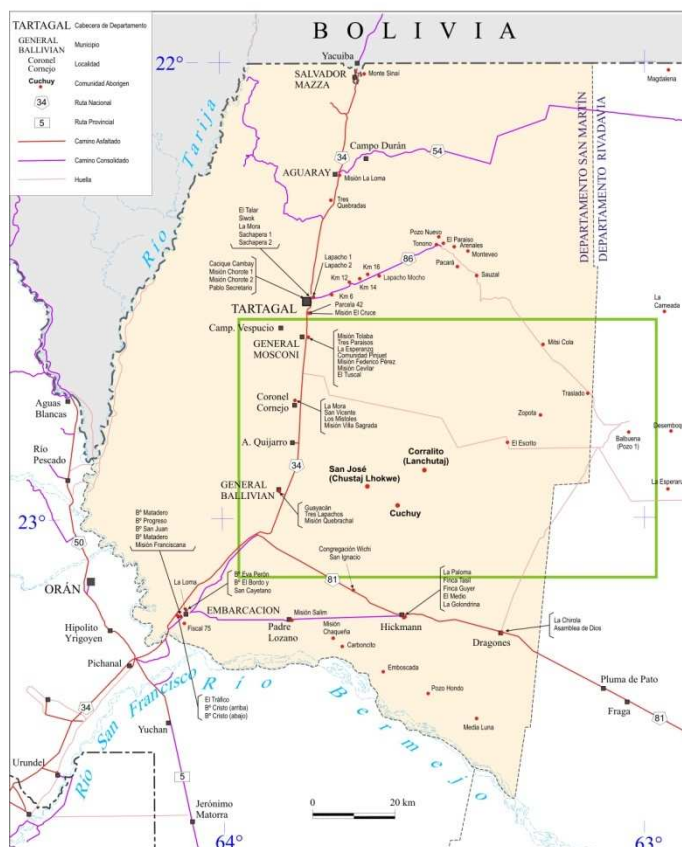 BOLIVIA
TARTAGAL Cabecera de Departamento
GENERAL
BALLIVIAN Municipio
Coronel
Cornejo Localidad
Cuchuy Comunidad Aborigen
34 Ruta Nacional
5 Ruta Provincial
Camino Asfaltado
Camino Consolidado
Huella
22°
22°
Yacuiba
SALVADOR
MAZZA
Monte Sinaí
Magdalena
Río Tarija
DEPARTAMENTO SAN MARTÍN
DEPARTAMENTO RIVADAVIA
Campo Durán
54
34
AGUARAY
Misión La Loma
Tres
Quebradas
El Talar
Siwok
La Mora
Sachapera 1
Sachapera 2
Pozo Nuevo
Tonono
El Paraiso
Arenales
Monteveo
Pacará
Sauzal
86
Lapacho 1
Lapacho 2
Km 16
Km 12
Km 14
Lapacho Mocho
Km 6
Cacique Cambay
Misión Chorote 1
Misión Chorote 2
Pablo Secretario
TARTAGAL
Parcela 42
Misión El Cruce
La
Cameada
Camp. Vespucio
GENERAL
MOSCONI
Misión Tolaba
Tres Paraísos
La Esperanza
Comunidad Pinjuet
Misión Federicó Pérez
Misión Cevilar
El Tuscal
Mitsi Cola
Traslado
Aguas
Blancas
Coronel
Cornejo
La Mora
San Vicente
Los Mistoles
Misión Villa Sagrada
Zopota
Balbuena
(Pozo 1)
Desemboq
A. Quijarro
El Escrito
Río
Pescado
34
Corralito
(Lanchutaj)
San José
(Chustaj Lhokwe)
Cuchuy
La Esperanz
GENERAL
BALLIVIAN
Guayacán
Tres Lapachos
Misión Quebrachal
23°
23°
50
Bº Matadero
Bº Progreso
Bº San Juan
Bº Matadero
Misión Franciscana
Congregación Wichi
San Ignacio
ORÁN
La Loma
Bº Eva Perón
Bº El Bordo y
San Cayetano
81
La Paloma
Finca Tasil
Finca Guyer
El Medio
La Golondrina
EMBARCACION
Fiscal 75
Misión Salim
Padre
Lozano
Hickmann
La Chirola
Asamblea de Dios
Dragones
Misión
Chaqueña
Carboncito
Hipolito
Yrigoyen
Pichanal
Emboscada
Pozo Hondo
Media Luna
Pluma de Pato
Fraga
81
Río Bermejo
Río San Francisco
El Tráfico
Bº Cristo (arriba)
Bº Cristo (abajo)
34
Yuchan
Urundel
5
Jerónimo
Matorra
0 20 km
64°
63°